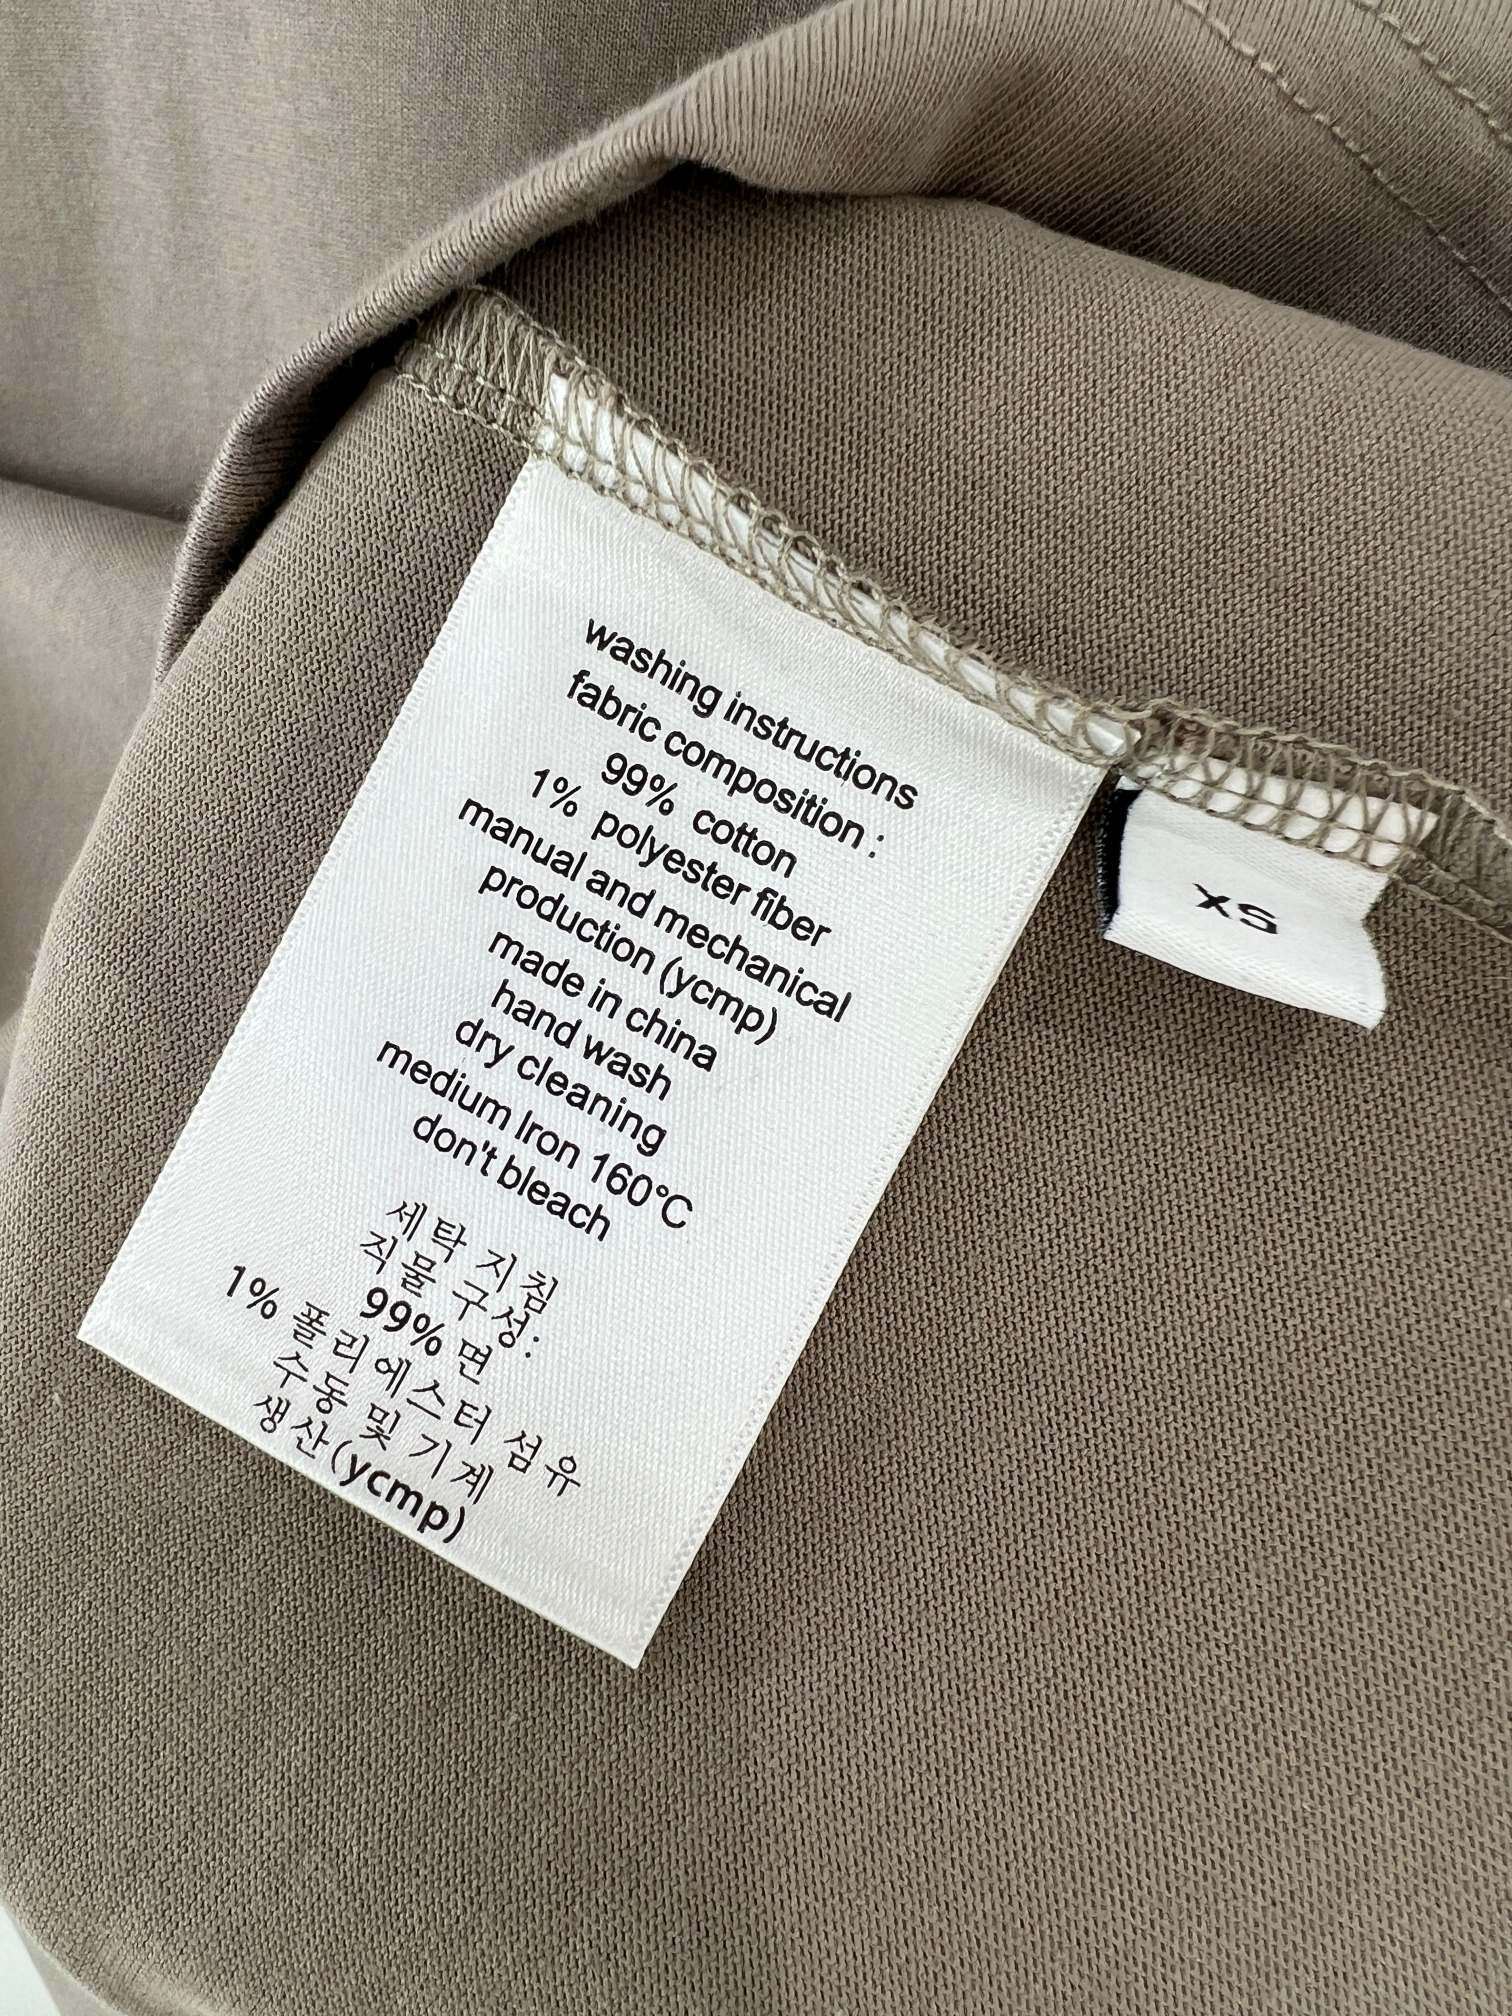 washing instructions
fabric composition :
99% cotton
1% polyester fiber
manual and mechanical
production (ycmp)
made in china
hand wash
dry cleaning
medium Iron 160°C
don't bleach
세탁 지침
직물 구성:
99% 면
1% 폴리에스터 섬유
수동 및 기계
생산(ycmp)
XS